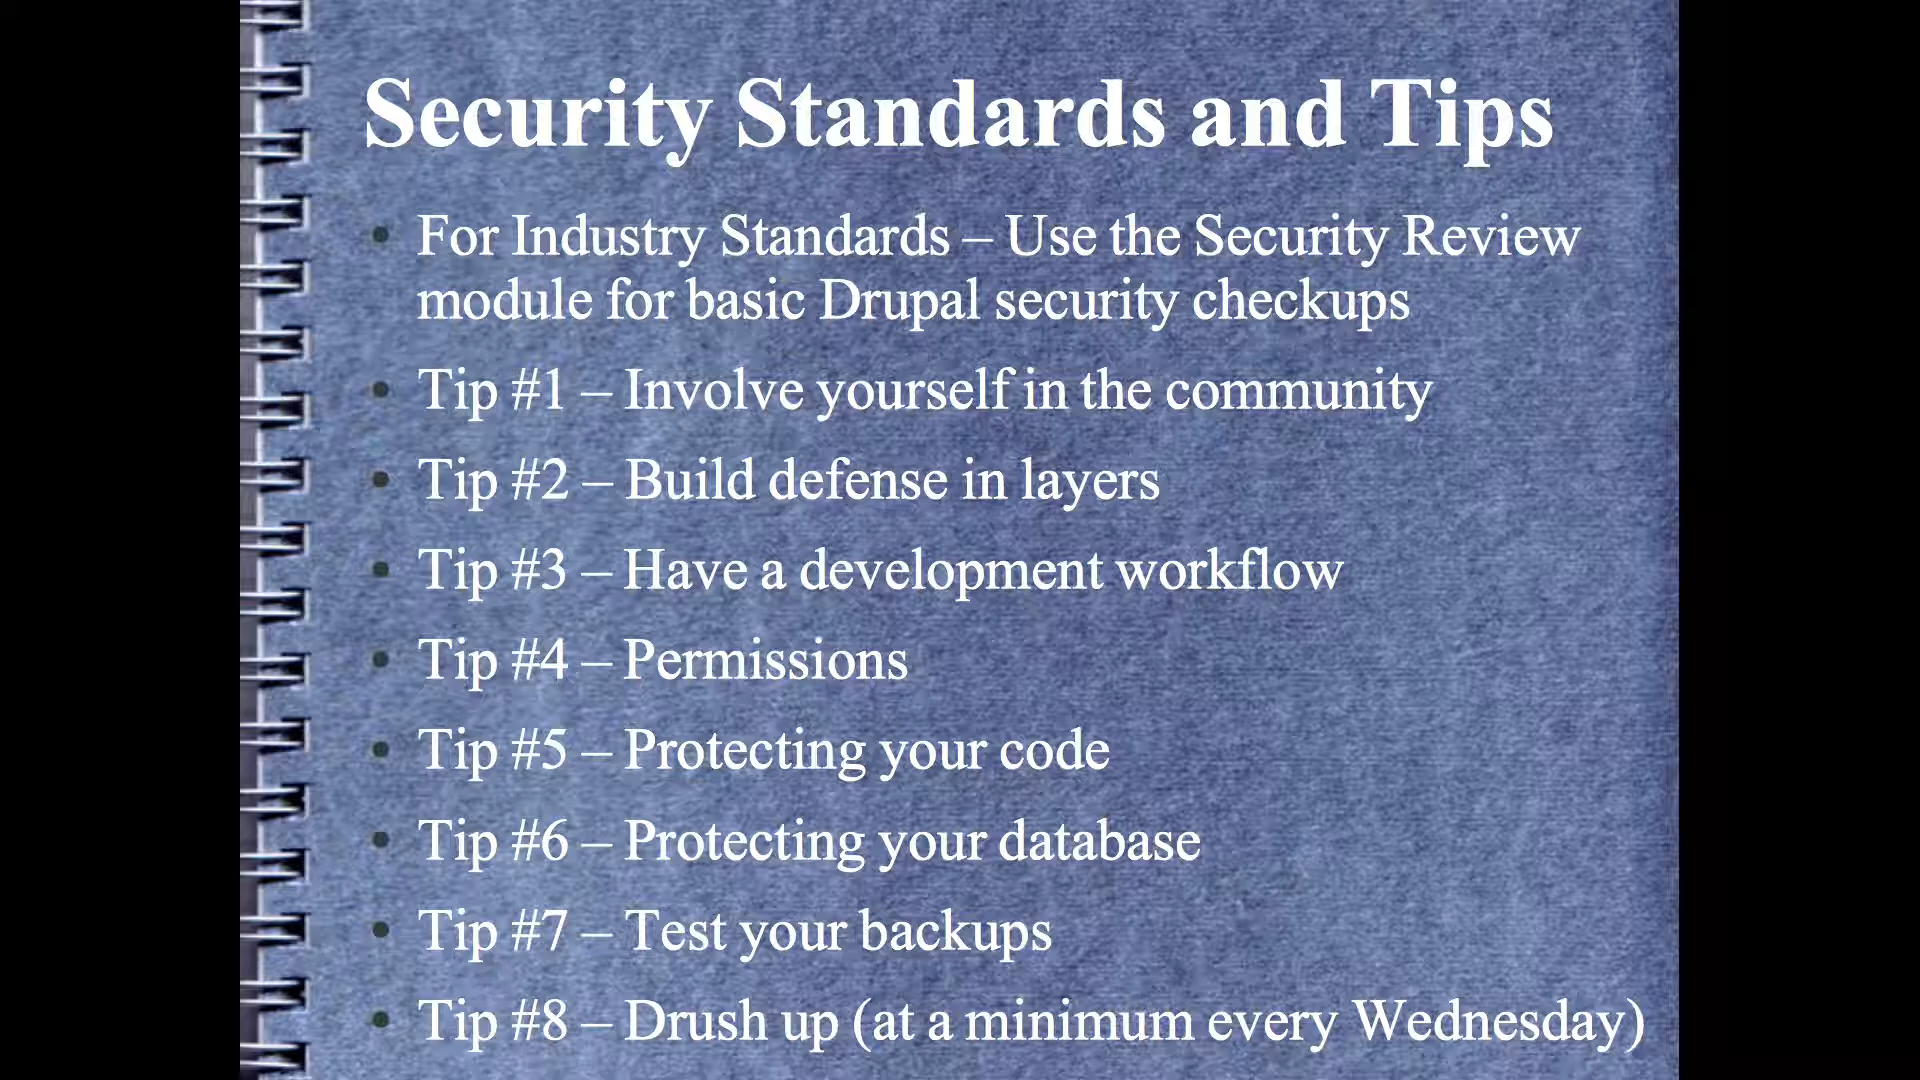 Security Standards and Tips
• For Industry Standards – Use the Security Review
module for basic Drupal security checkups
• Tip #1 – Involve yourself in the community
• Tip #2 – Build defense in layers
• Tip #3 – Have a development workflow
• Tip #4 – Permissions
• Tip #5 – Protecting your code
• Tip #6 – Protecting your database
• Tip #7 – Test your backups
• Tip #8 – Drush up (at a minimum every Wednesday)